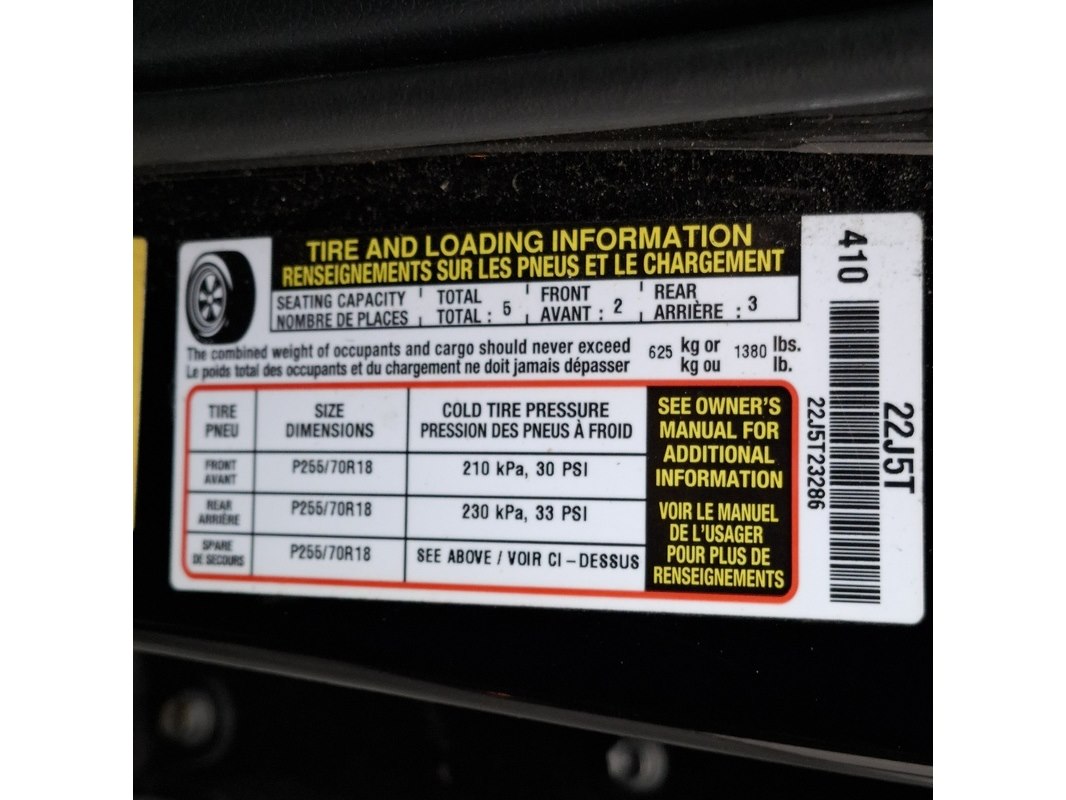 TIRE AND LOADING INFORMATION
RENSEIGNEMENTS SUR LES PNEUS ET LE CHARGEMENT
SEATING CAPACITY TOTAL FRONT REAR
NOMBRE DE PLACES TOTAL : 5 AVANT : 2 ARRIÈRE : 3
The combined weight of occupants and cargo should never exceed 625 kg or 1380 lbs.
Le poids total des occupants et du chargement ne doit jamais dépasser kg ou lb.
TIRE SIZE COLD TIRE PRESSURE
PNEU DIMENSIONS PRESSION DES PNEUS À FROID
FRONT
AVANT
P255/70R18 210 kPa, 30 PSI
REAR
ARRIÈRE
P255/70R18 230 kPa, 33 PSI
SPARE
DE SECOURS
P255/70R18 SEE ABOVE / VOIR CI-DESSUS
SEE OWNER'S
MANUAL FOR
ADDITIONAL
INFORMATION
VOIR LE MANUEL
DE L'USAGER
POUR PLUS DE
RENSEIGNEMENTS
410
22J5T23286
22J5T